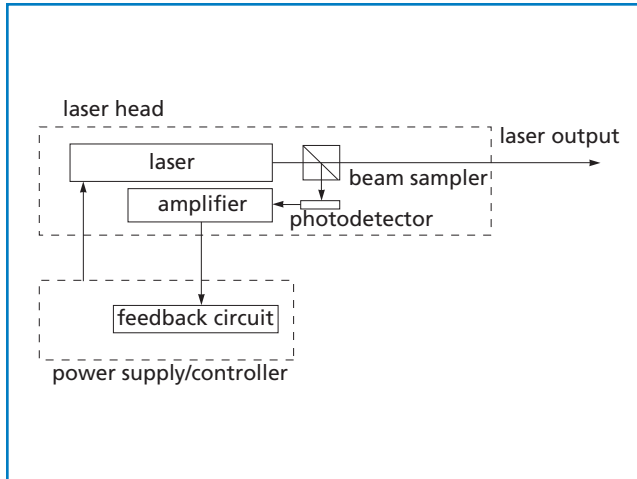 laser head
laser output
laser
beam sampler
amplifier
photodetector
feedback circuit
power supply/controller